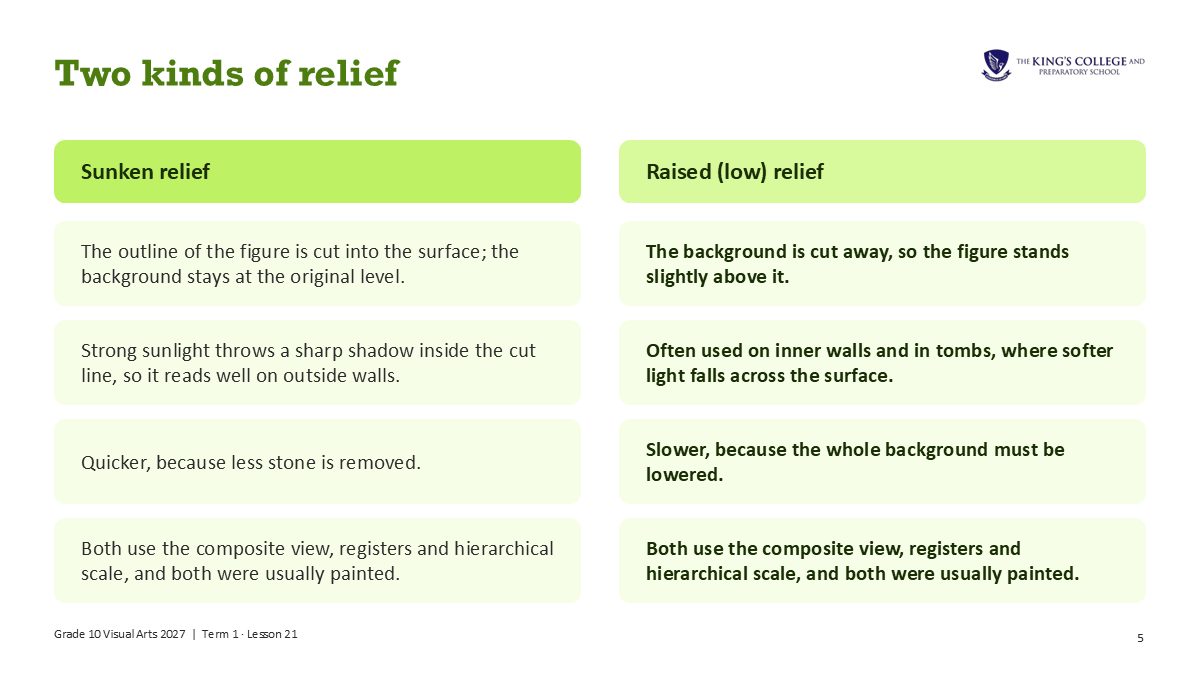 Two kinds of relief
THE KING'S COLLEGE AND
PREPARATORY SCHOOL
Sunken relief
Raised (low) relief
The outline of the figure is cut into the surface; the
background stays at the original level.
The background is cut away, so the figure stands
slightly above it.
Strong sunlight throws a sharp shadow inside the cut
line, so it reads well on outside walls.
Often used on inner walls and in tombs, where softer
light falls across the surface.
Quicker, because less stone is removed.
Slower, because the whole background must be
lowered.
Both use the composite view, registers and hierarchical
scale, and both were usually painted.
Both use the composite view, registers and
hierarchical scale, and both were usually painted.
Grade 10 Visual Arts 2027 | Term 1 · Lesson 21
5